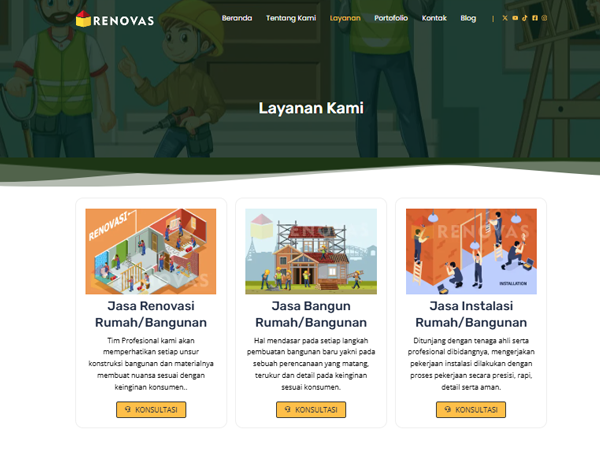 RENOVAS
Beranda Tentang Kami Layanan Portofolio Kontak Blog |
Layanan Kami
RENOVASI
RENOVAS
RENOVAS
INSTALLATION
Jasa Renovasi
Rumah/Bangunan
Tim Profesional kami akan
memperhatikan setiap unsur
konstruksi bangunan dan materialnya
membuat nuansa sesuai dengan
keinginan konsumen..
KONSULTASI
Jasa Bangun
Rumah/Bangunan
Hal mendasar pada setiap langkah
pembuatan bangunan baru yakni pada
sebuah perencanaan yang matang,
terukur dan detail pada keinginan
sesuai konsumen.
KONSULTASI
Jasa Instalasi
Rumah/Bangunan
Ditunjang dengan tenaga ahli serta
profesional dibidangnya, mengerjakan
pekerjaan instalasi dilakukan dengan
proses pekerjaan secara presisi, rapi,
detail serta aman.
KONSULTASI